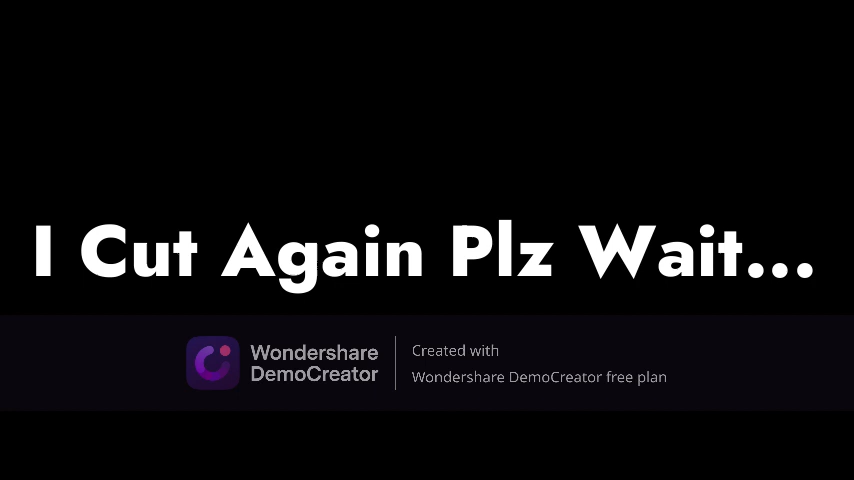 I Cut Again Plz Wait...
Wondershare
DemoCreator
Created with
Wondershare DemoCreator free plan